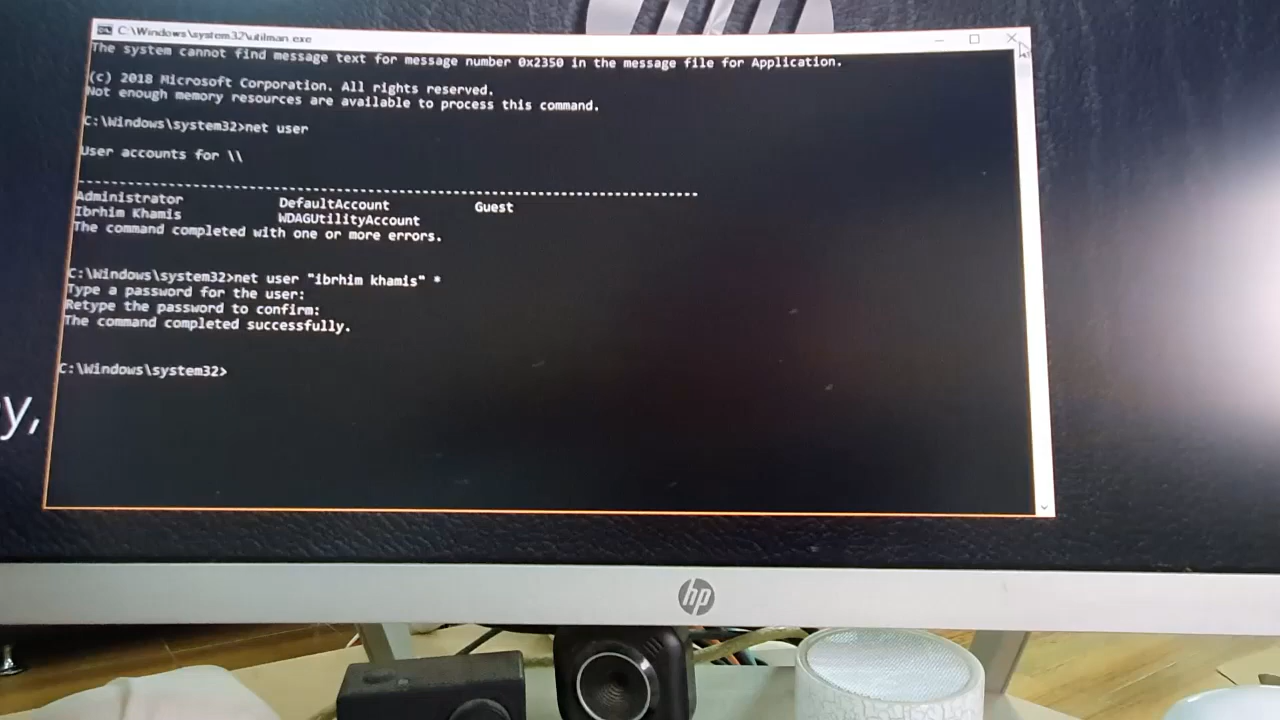 C:\Windows\system32\utilman.exe
The system cannot find message text for message number 0x2350 in the message file for Application.
(c) 2018 Microsoft Corporation. All rights reserved.
Not enough memory resources are available to process this command.
C:\Windows\system32>net user
User accounts for \\
-------------------------------------------------------------------------------
Administrator DefaultAccount Guest
Ibrhim Khamis WDAGUtilityAccount
The command completed with one or more errors.
C:\Windows\system32>net user "ibrhim khamis" *
Type a password for the user:
Retype the password to confirm:
The command completed successfully.
C:\Windows\system32>
y,
hp